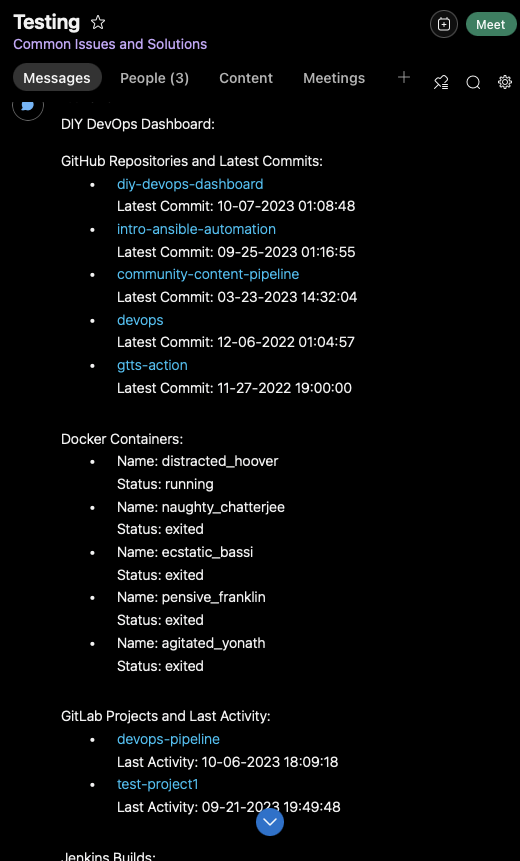 Testing
Meet
Common Issues and Solutions
Messages People (3) Content Meetings
DIY DevOps Dashboard:
GitHub Repositories and Latest Commits:
• diy-devops-dashboard
Latest Commit: 10-07-2023 01:08:48
• intro-ansible-automation
Latest Commit: 09-25-2023 01:16:55
• community-content-pipeline
Latest Commit: 03-23-2023 14:32:04
• devops
Latest Commit: 12-06-2022 01:04:57
• gtts-action
Latest Commit: 11-27-2022 19:00:00
Docker Containers:
• Name: distracted_hoover
Status: running
• Name: naughty_chatterjee
Status: exited
• Name: ecstatic_bassi
Status: exited
• Name: pensive_franklin
Status: exited
• Name: agitated_yonath
Status: exited
GitLab Projects and Last Activity:
• devops-pipeline
Last Activity: 10-06-2023 18:09:18
• test-project1
Last Activity: 09-21-2023 19:49:48
Jenkins Builds: